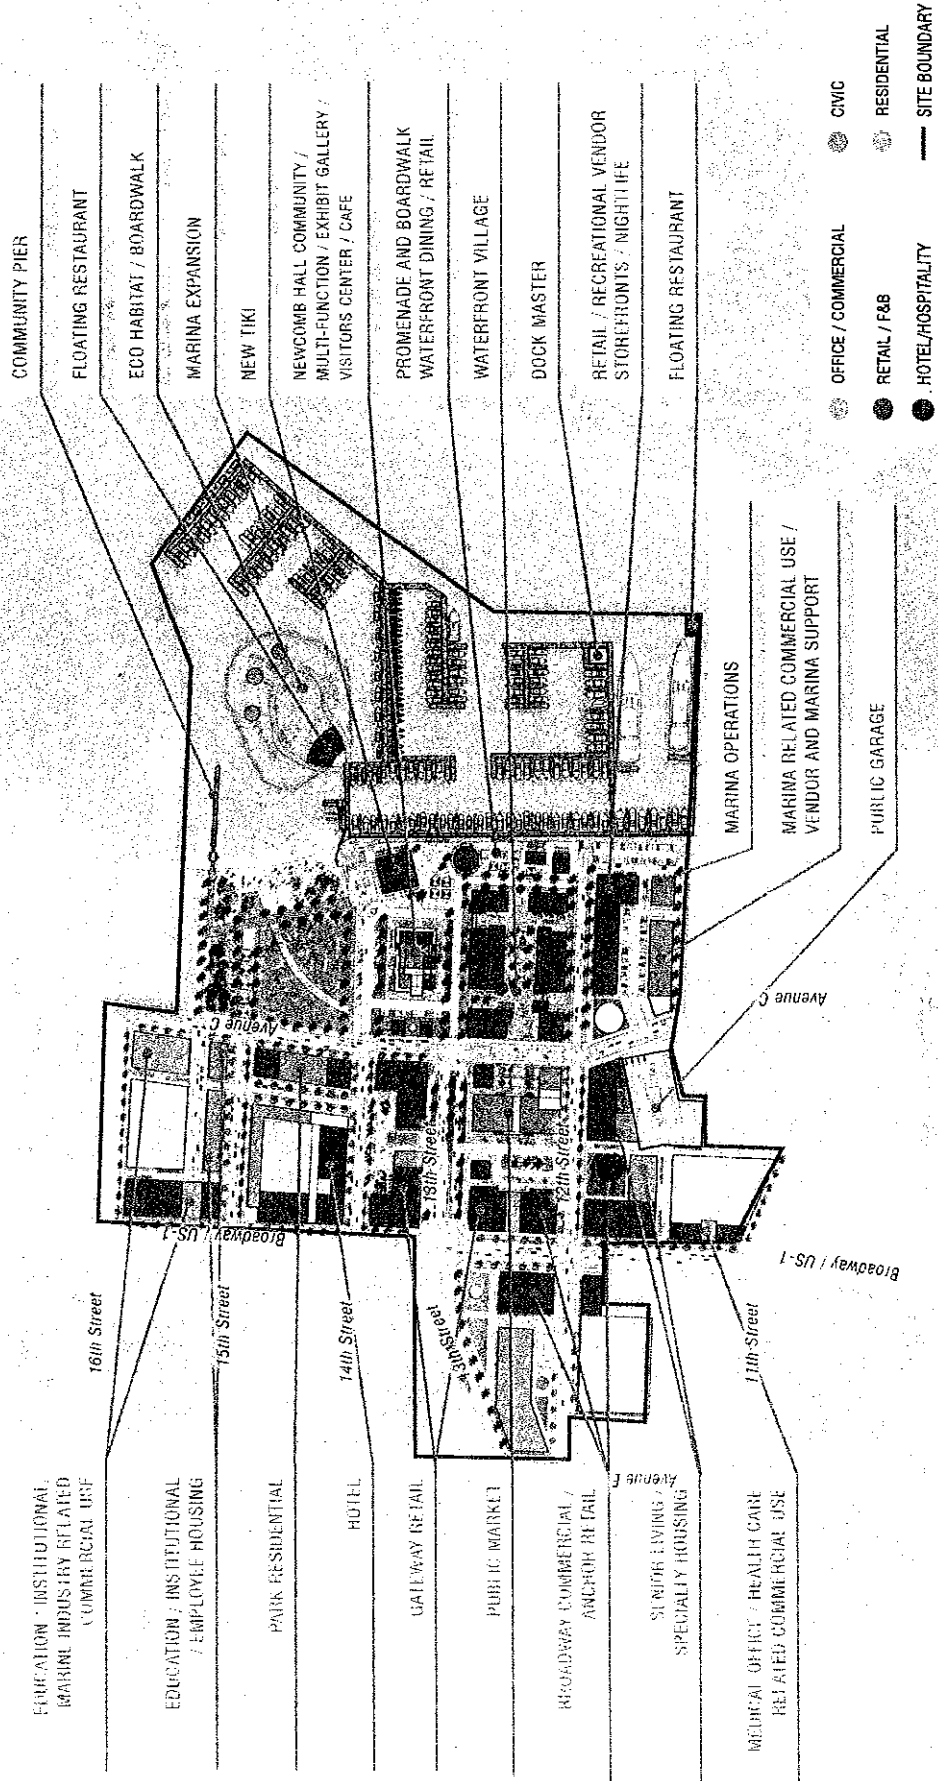 COMMUNITY PIER
FLOATING RESTAURANT
ECO HABITAT / BOARDWALK
MARINA EXPANSION
NEW TIKI
NEWCOMB HALL COMMUNITY /
MULTI-FUNCTION / EXHIBIT GALLERY /
VISITORS CENTER / CAFE
PROMENADE AND BOARDWALK
WATERFRONT DINING / RETAIL
WATERFRONT VILLAGE
DOCK MASTER
RETAIL / RECREATIONAL VENDOR
STOREFRONTS / NIGHTLIFE
FLOATING RESTAURANT
MARINA OPERATIONS
MARINA RELATED COMMERCIAL USE /
VENDOR AND MARINA SUPPORT
PUBLIC GARAGE
OFFICE / COMMERCIAL
RETAIL / F&B
HOTEL/HOSPITALITY
CIVIC
RESIDENTIAL
SITE BOUNDARY
Avenue C
Avenue C
16th Street
15th Street
14th Street
13th Street
13th Street
12th Street
11th Street
Broadway / US-1
Broadway / US-1
Avenue E
EDUCATION / INSTITUTIONAL
MARINE INDUSTRY RELATED
COMMERCIAL USE
EDUCATION / INSTITUTIONAL
/ EMPLOYEE HOUSING
PARK RESIDENTIAL
HOTEL
GATEWAY RETAIL
PUBLIC MARKET
BROADWAY COMMERCIAL /
ANCHOR RETAIL
SENIOR LIVING /
SPECIALTY HOUSING
MEDICAL OFFICE / HEALTH CARE
RELATED COMMERCIAL USE